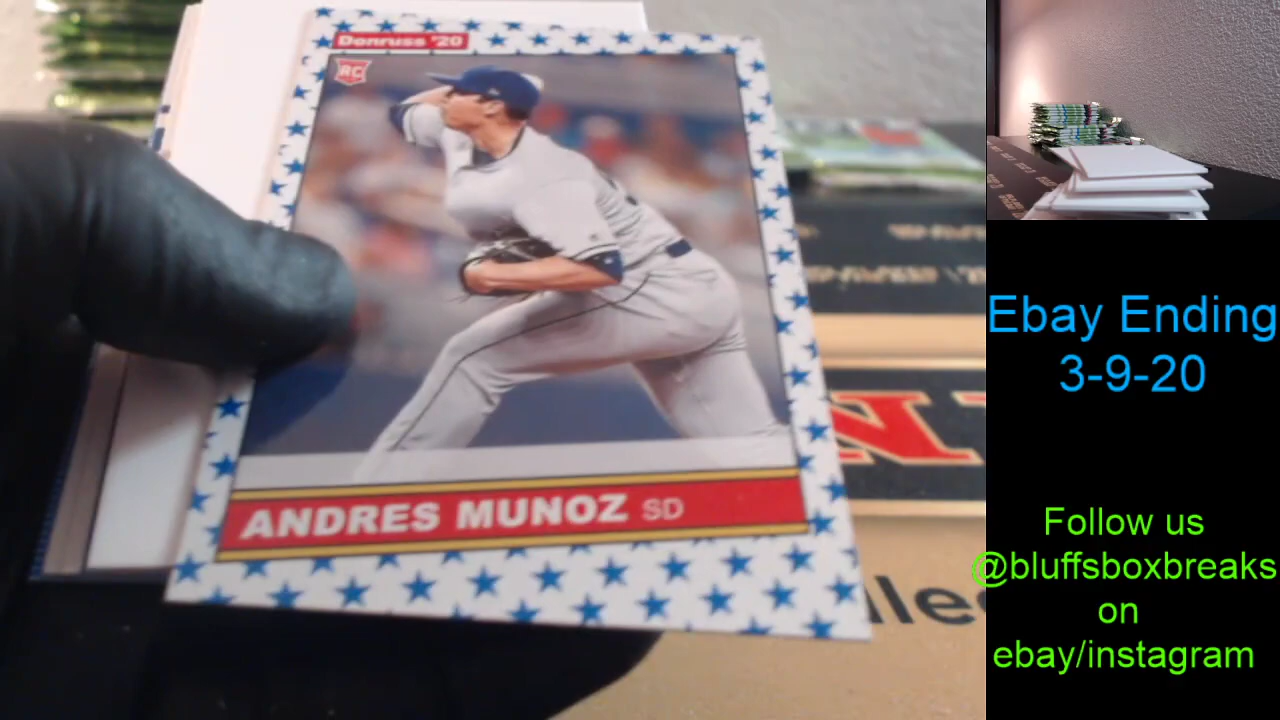 Donruss '20
RC
ANDRES MUNOZ SD
Ebay Ending
3-9-20
Follow us
@bluffsboxbreaks
on
ebay/instagram